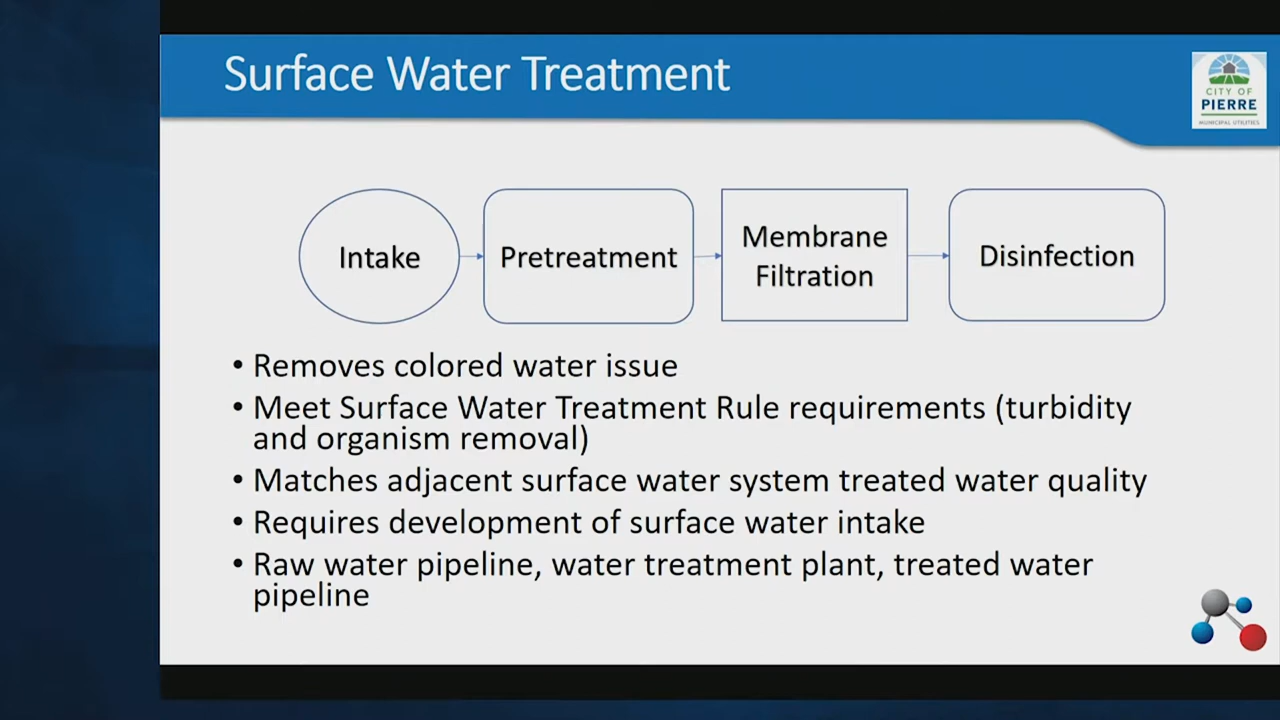 Surface Water Treatment
CITY OF
PIERRE
MUNICIPAL UTILITIES
Intake
Pretreatment
Membrane
Filtration
Disinfection
• Removes colored water issue
• Meet Surface Water Treatment Rule requirements (turbidity
and organism removal)
• Matches adjacent surface water system treated water quality
• Requires development of surface water intake
• Raw water pipeline, water treatment plant, treated water
pipeline